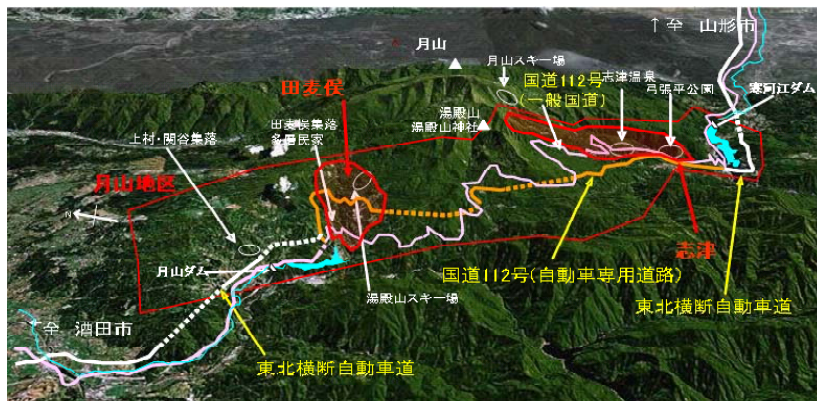 ↑至 山形市
月山
月山スキー場
国道112号
(一般国道)
志津温泉
弓張平公園
寒河江ダム
田麦俣
湯殿山
湯殿山神社
田麦俣集落
多層民家
上村・関谷集落
月山地区
N
月山ダム
志津
国道112号(自動車専用道路)
湯殿山スキー場
東北横断自動車道
←至 酒田市
東北横断自動車道